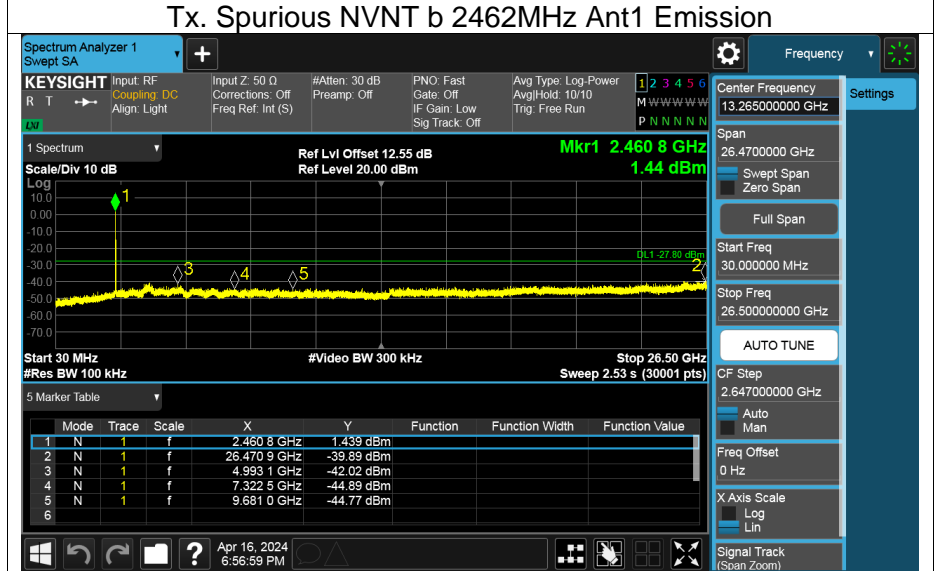 Tx. Spurious NVNT b 2462MHz Ant1 Emission
Spectrum Analyzer 1
Swept SA
+
Frequency
KEYSIGHT
R T
LXI
Input: RF
Coupling: DC
Align: Light
Input Z: 50 Ω
Corrections: Off
Freq Ref: Int (S)
#Atten: 30 dB
Preamp: Off
PNO: Fast
Gate: Off
IF Gain: Low
Sig Track: Off
Avg Type: Log-Power
Avg|Hold: 10/10
Trig: Free Run
1 2 3 4 5 6
M W W W W W
P N N N N N
1 Spectrum
Scale/Div 10 dB
Ref Lvl Offset 12.55 dB
Ref Level 20.00 dBm
Mkr1 2.460 8 GHz
1.44 dBm
Log
10.0
0.00
-10.0
-20.0
-30.0
-40.0
-50.0
-60.0
-70.0
1
3
4
5
2
DL1 -27.80 dBm
Start 30 MHz
#Res BW 100 kHz
#Video BW 300 kHz
Stop 26.50 GHz
Sweep 2.53 s (30001 pts)
5 Marker Table
Mode Trace Scale X Y Function Function Width Function Value
1 N 1 f 2.460 8 GHz 1.439 dBm
2 N 1 f 26.470 9 GHz -39.89 dBm
3 N 1 f 4.993 1 GHz -42.02 dBm
4 N 1 f 7.322 5 GHz -44.89 dBm
5 N 1 f 9.681 0 GHz -44.77 dBm
6
?
Apr 16, 2024
6:56:59 PM
Center Frequency
13.265000000 GHz
Span
26.4700000 GHz
Swept Span
Zero Span
Full Span
Start Freq
30.000000 MHz
Stop Freq
26.500000000 GHz
AUTO TUNE
CF Step
2.647000000 GHz
Auto
Man
Freq Offset
0 Hz
X Axis Scale
Log
Lin
Signal Track
(Span Zoom)
Settings